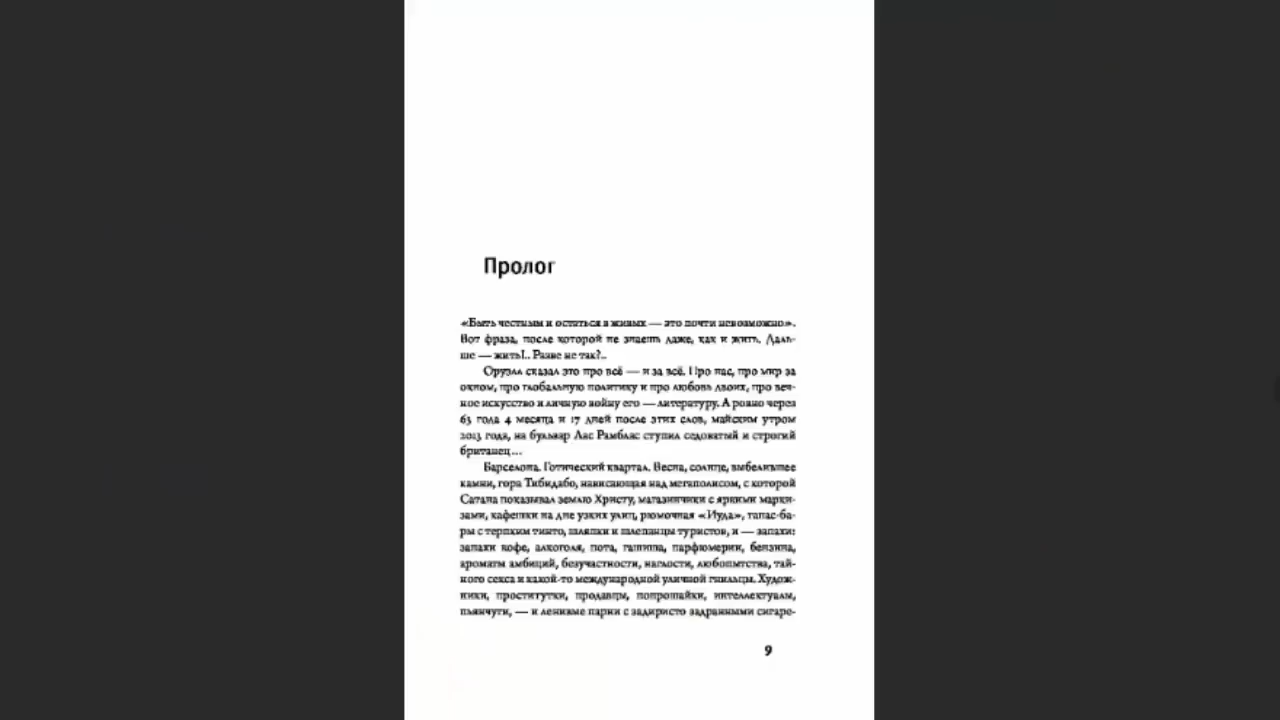 Пролог
«Быть честным и остаться в живых — это почти невозможно».
Вот фраза, после которой не знаешь даже, как и жить. Даль-
ше — жить!.. Разве не так?..
Оруэлл сказал это про всё — и за всё. Про нас, про мир за
окном, про глобальную политику и про любовь двоих, про веч-
ное искусство и личную войну его — литературу. А ровно через
63 года 4 месяца и 17 дней после этих слов, майским утром
2013 года, на бульвар Лас Рамблас ступил седоватый и строгий
британец...
Барселона. Готический квартал. Весна, солнце, выбелившее
камни, гора Тибидабо, нависающая над мегаполисом, с которой
Сатана показывал землю Христу, магазинчики с яркими марки-
зами, кафешки на дне узких улиц, рюмочная «Иуда», тапас-ба-
ры с терпким тинто, шляпки и шлепанцы туристов, и — запахи:
запахи кофе, алкоголя, пота, гашиша, парфюмерии, бензина,
ароматы амбиций, безучастности, наглости, любопытства, тай-
ного секса и какой-то международной уличной гнильцы. Худож-
ники, проститутки, продавцы, попрошайки, интеллектуалы,
пьянчуги, — и ленивые парни с задиристо задранными сигаре-
9